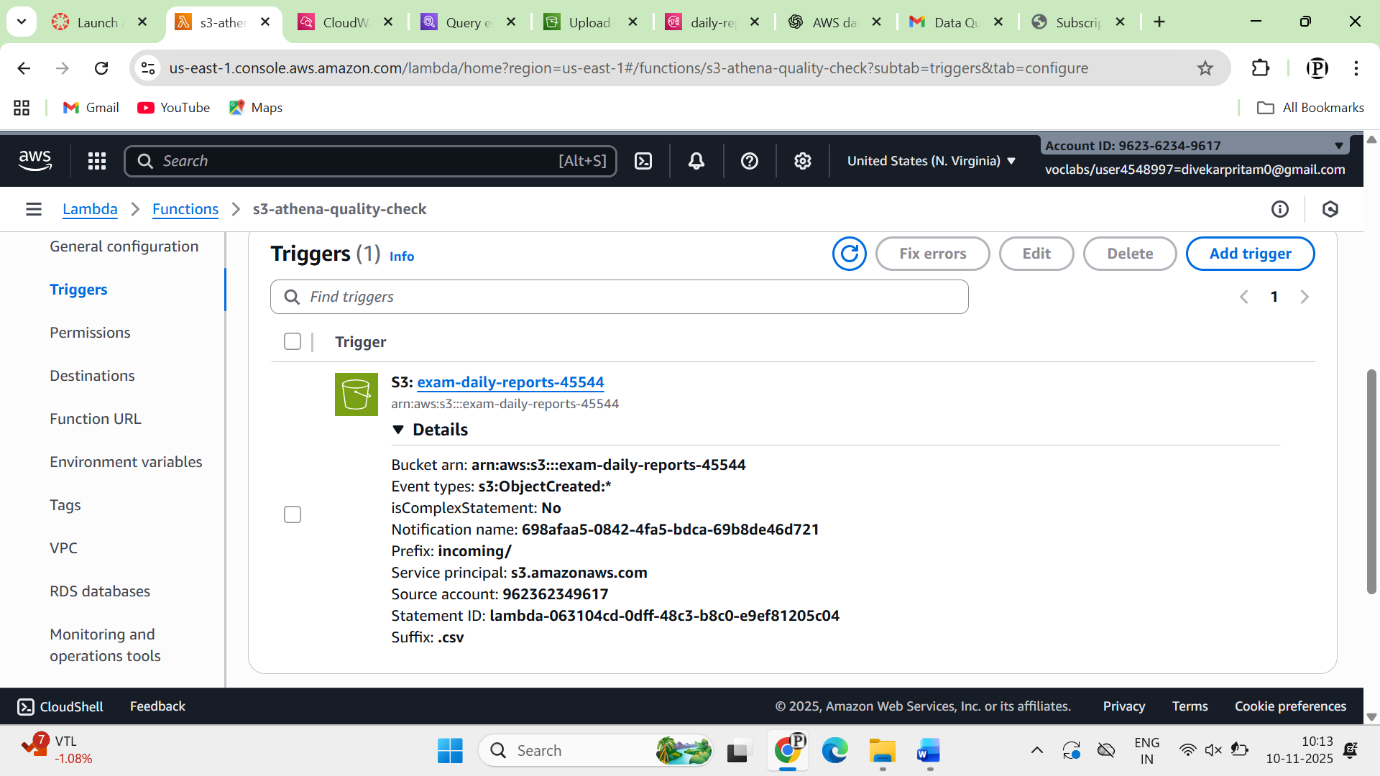 Launch A
s3-athe
CloudW
Query e
Upload
daily-re
AWS da
Data Qu
Subscrip
us-east-1.console.aws.amazon.com/lambda/home?region=us-east-1#/functions/s3-athena-quality-check?subtab=triggers&tab=configure
P
Gmail
YouTube
Maps
All Bookmarks
aws
Search
[Alt+S]
United States (N. Virginia)
Account ID: 9623-6234-9617
voclabs/user4548997=divekarpritam0@gmail.com
Lambda
Functions
s3-athena-quality-check
General configuration
Triggers
Permissions
Destinations
Function URL
Environment variables
Tags
VPC
RDS databases
Monitoring and
operations tools
Triggers (1) Info
Fix errors
Edit
Delete
Add trigger
Find triggers
1
Trigger
S3: exam-daily-reports-45544
arn:aws:s3:::exam-daily-reports-45544
Details
Bucket arn: arn:aws:s3:::exam-daily-reports-45544
Event types: s3:ObjectCreated:*
isComplexStatement: No
Notification name: 698afaa5-0842-4fa5-bdca-69b8de46d721
Prefix: incoming/
Service principal: s3.amazonaws.com
Source account: 962362349617
Statement ID: lambda-063104cd-0dff-48c3-b8c0-e9ef81205c04
Suffix: .csv
CloudShell
Feedback
© 2025, Amazon Web Services, Inc. or its affiliates.
Privacy
Terms
Cookie preferences
7
VTL
-1.08%
Search
P
ENG
IN
10:13
10-11-2025